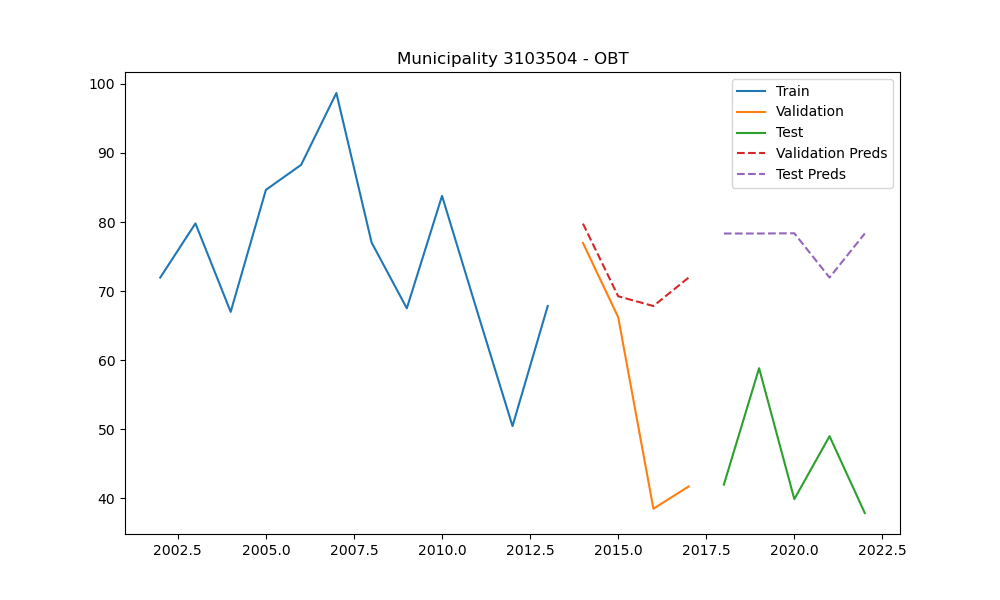 Municipality 3103504 - OBT
Train
Validation
Test
Validation Preds
Test Preds
100
90
80
70
60
50
40
2002.5 2005.0 2007.5 2010.0 2012.5 2015.0 2017.5 2020.0 2022.5